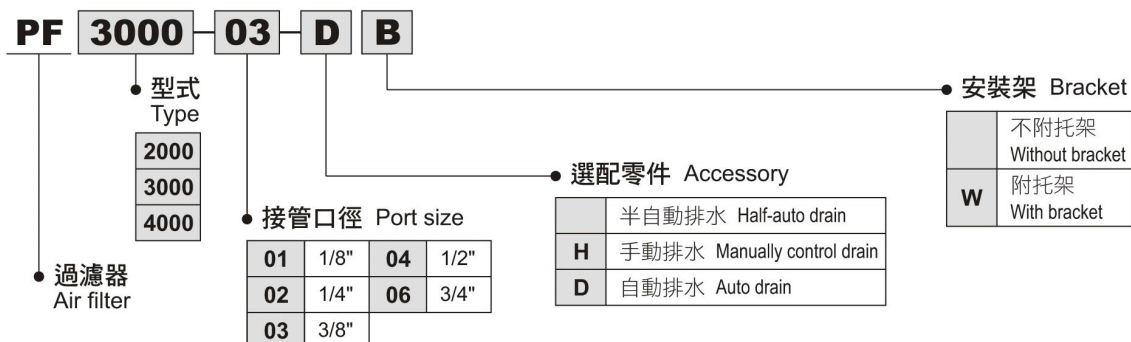 PF 3000-03-D B
型式
Type
2000
3000
4000
過濾器
Air filter
接管口徑 Port size
01 1/8" 04 1/2"
02 1/4" 06 3/4"
03 3/8"
選配零件 Accessory
半自動排水 Half-auto drain
H 手動排水 Manually control drain
D 自動排水 Auto drain
安裝架 Bracket
不附托架
Without bracket
W 附托架
With bracket